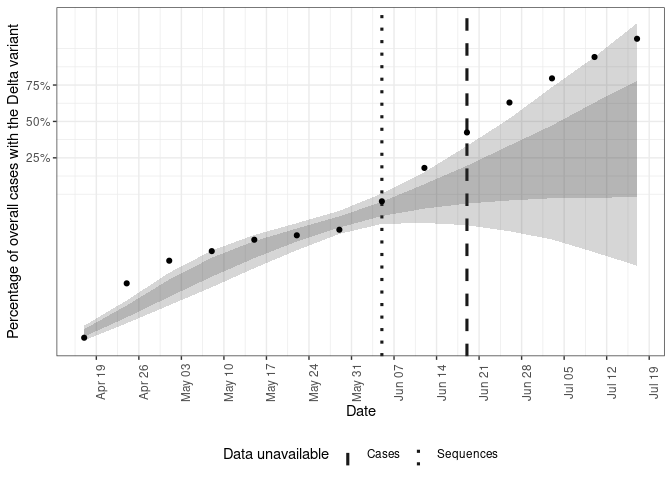 Percentage of overall cases with the Delta variant
75%
50%
25%
Apr 19
Apr 26
May 03
May 10
May 17
May 24
May 31
Jun 07
Jun 14
Jun 21
Jun 28
Jul 05
Jul 12
Jul 19
Date
Data unavailable Cases Sequences